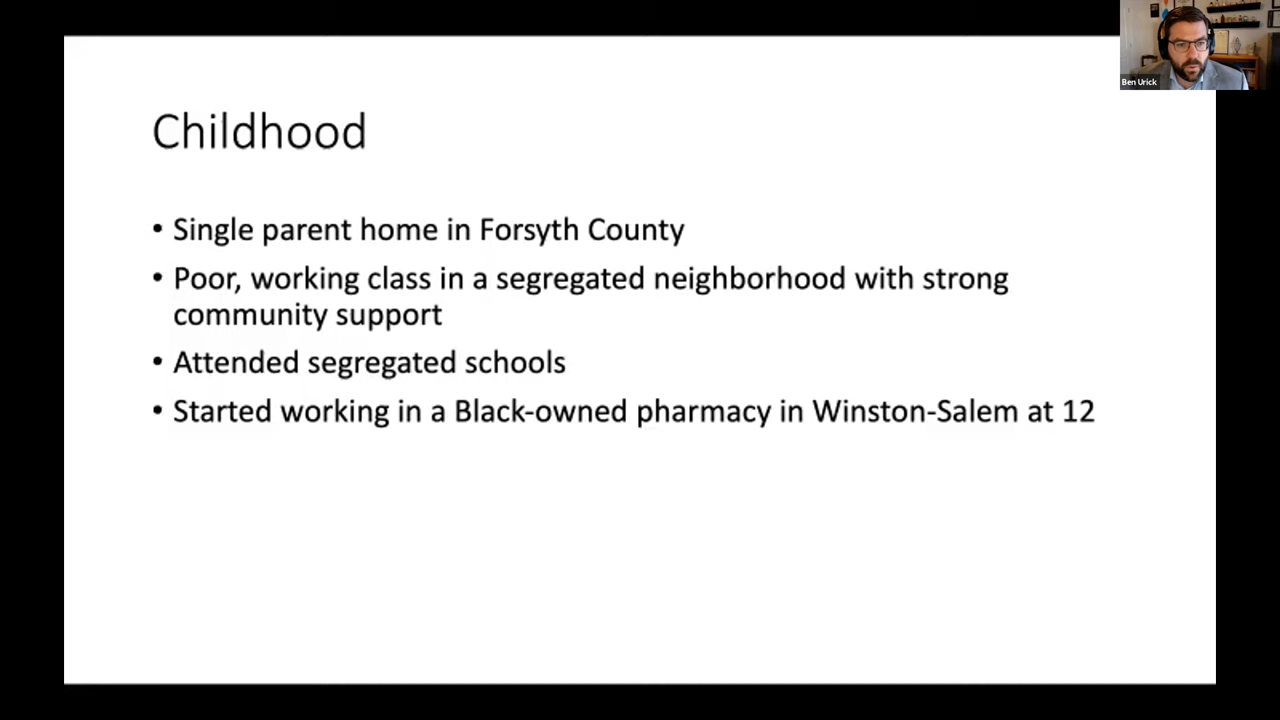 Ben Urick
Childhood
• Single parent home in Forsyth County
• Poor, working class in a segregated neighborhood with strong
community support
• Attended segregated schools
• Started working in a Black-owned pharmacy in Winston-Salem at 12